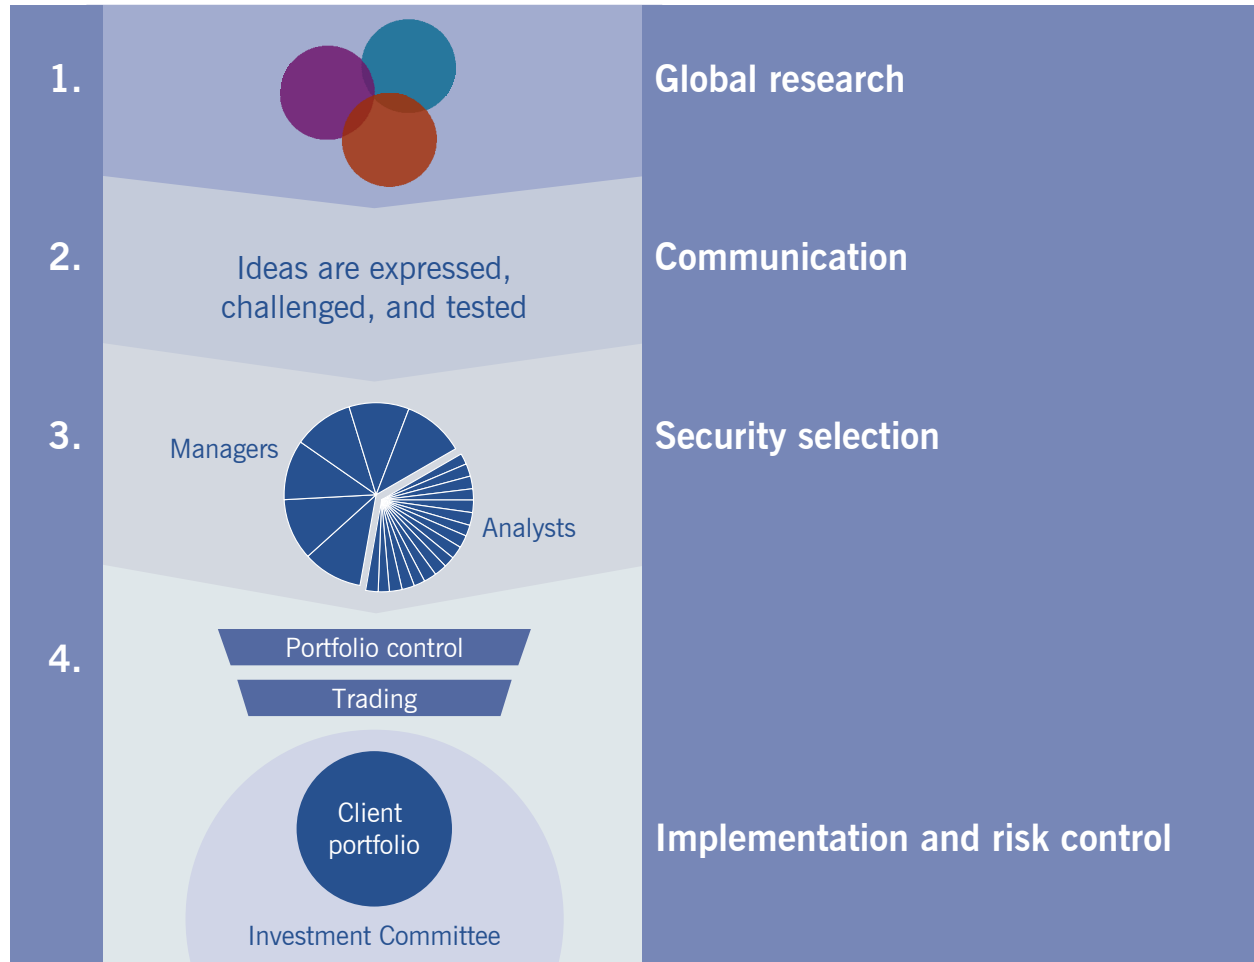 1.
Global research
2.
Ideas are expressed,
challenged, and tested
Communication
3.
Managers
Analysts
Security selection
4.
Portfolio control
Trading
Client
portfolio
Investment Committee
Implementation and risk control